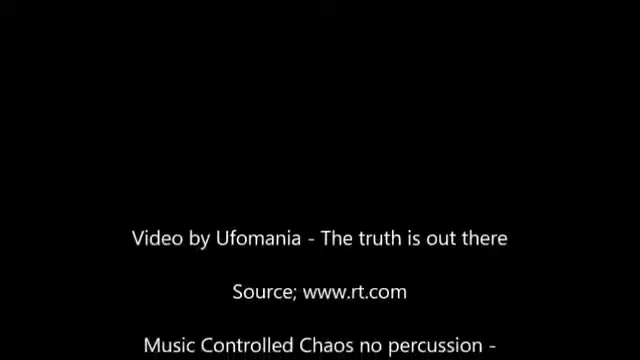 Video by Ufomania - The truth is out there
Source; www.rt.com
Music Controlled Chaos no percussion -